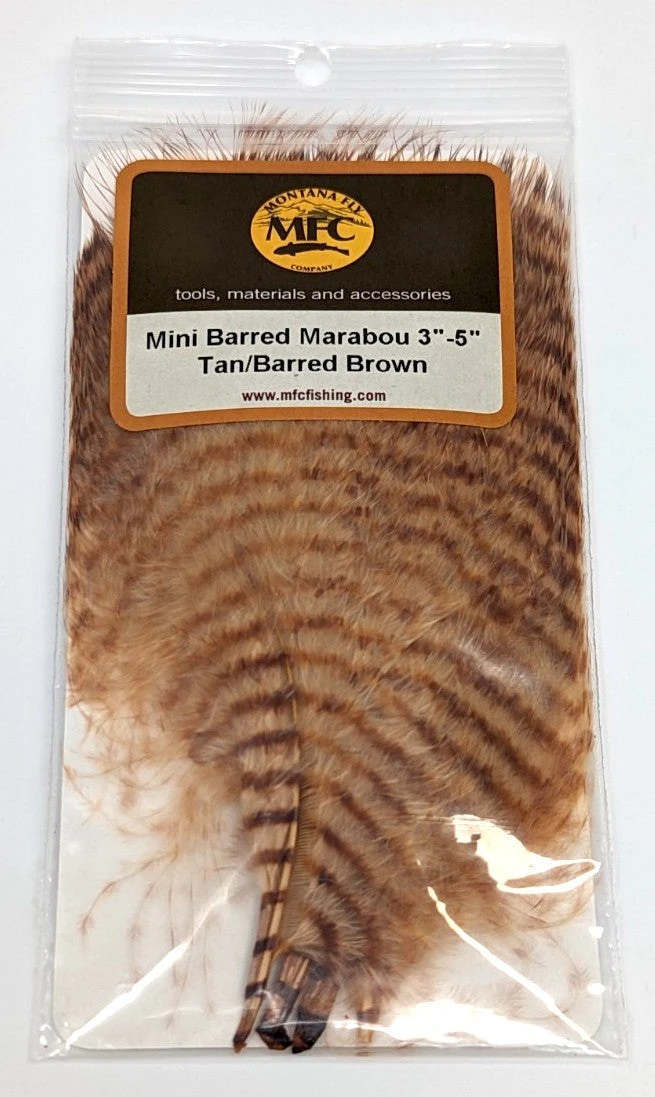 MONTANA FLY
MFC
COMPANY
tools, materials and accessories
Mini Barred Marabou 3"-5"
Tan/Barred Brown
www.mfcfishing.com